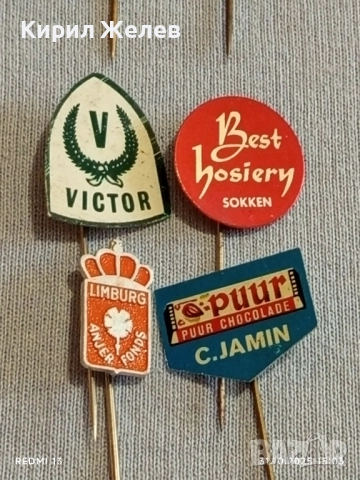 Кирил Желев
V
VICTOR
Best
hosiery
SOKKEN
LIMBURG
ANJER FONDS
puur
PUUR CHOCOLADE
C.JAMIN
REDMI 13